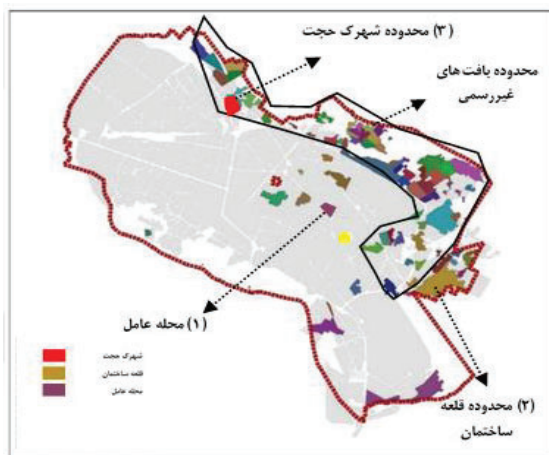 (۳) محدوده شهرک حجت
محدوده بافت‌های
غیررسمی
(۱) محله عامل
شهرک حجت
قلعه ساختمان
محله عامل
(۲) محدوده قلعه
ساختمان